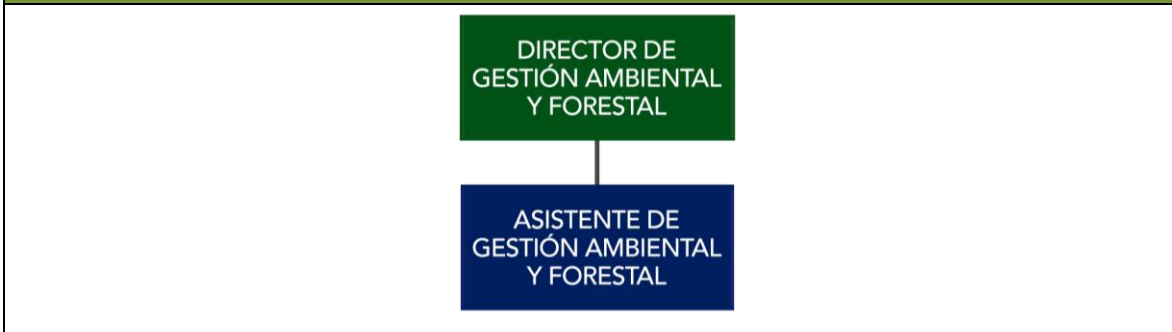 DIRECTOR DE
GESTIÓN AMBIENTAL
Y FORESTAL
ASISTENTE DE
GESTIÓN AMBIENTAL
Y FORESTAL